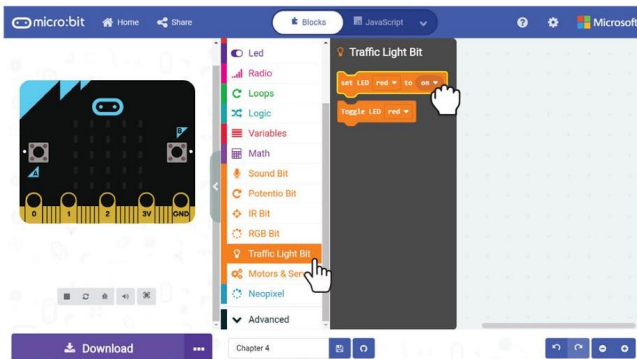 micro:bit Home Share Blocks JavaScript Microsoft
Led
Radio
Loops
Logic
Variables
Math
Sound Bit
Potentio Bit
IR Bit
RGB Bit
Traffic Light Bit
Motors & Ser
Neopixel
Advanced
Traffic Light Bit
set LED red to on
Toggle LED red
A
B
0 1 2 3V GND
Download ... Chapter 4